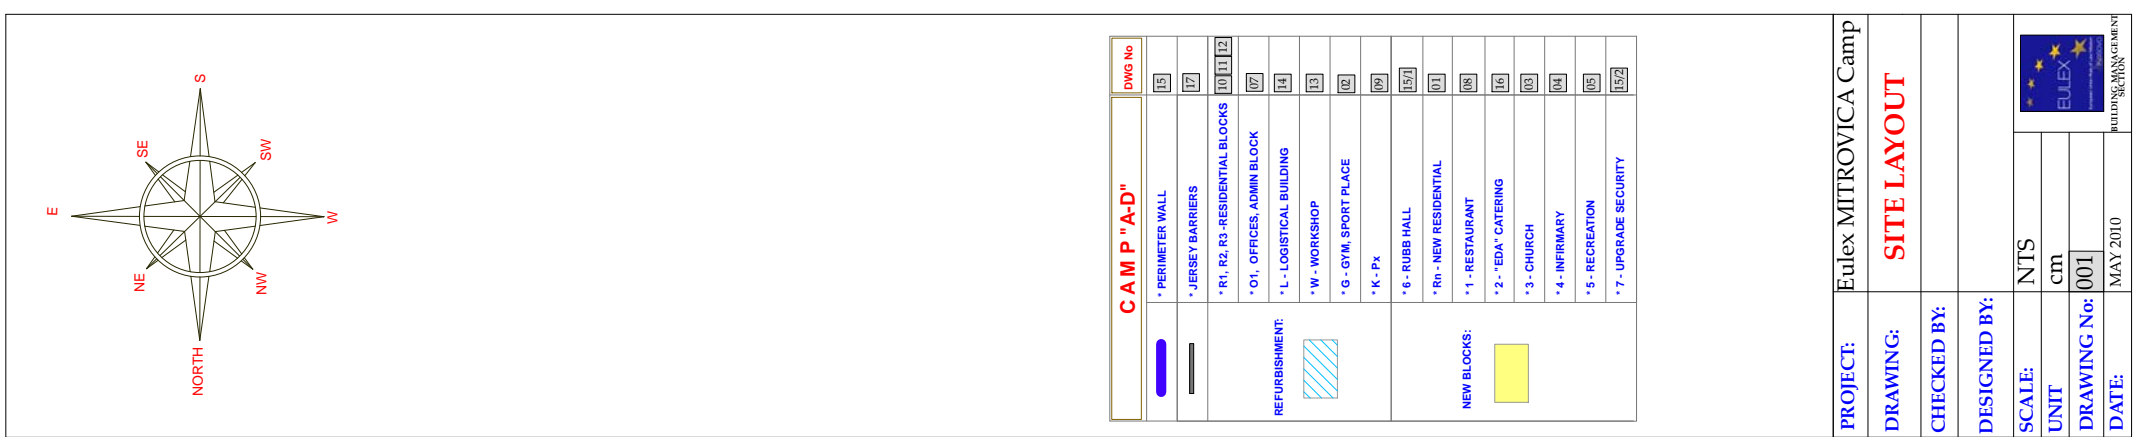 S
SE
SW
E
W
NE
NW
NORTH
CAMP "A-D"
DWG No
* PERIMETER WALL
15
* JERSEY BARRIERS
17
* R1, R2, R3 -RESIDENTIAL BLOCKS
10 11 12
* O1, OFFICES, ADMIN BLOCK
07
* L - LOGISTICAL BUILDING
14
* W - WORKSHOP
13
* G - GYM, SPORT PLACE
02
* K - Px
09
* 6 - RUBB HALL
15/1
* Rn - NEW RESIDENTIAL
01
* 1 - RESTAURANT
08
* 2 - "EDA" CATERING
16
* 3 - CHURCH
03
* 4 - INFIRMARY
04
* 5 - RECREATION
05
* 7 - UPGRADE SECURITY
15/2
REFURBISHMENT:
NEW BLOCKS:
PROJECT:
Eulex MITROVICA Camp
DRAWING:
SITE LAYOUT
CHECKED BY:
DESIGNED BY:
SCALE:
NTS
UNIT
cm
DRAWING No:
001
DATE:
MAY 2010
EULEX
BUILDING MANAGEMENT
SECTION